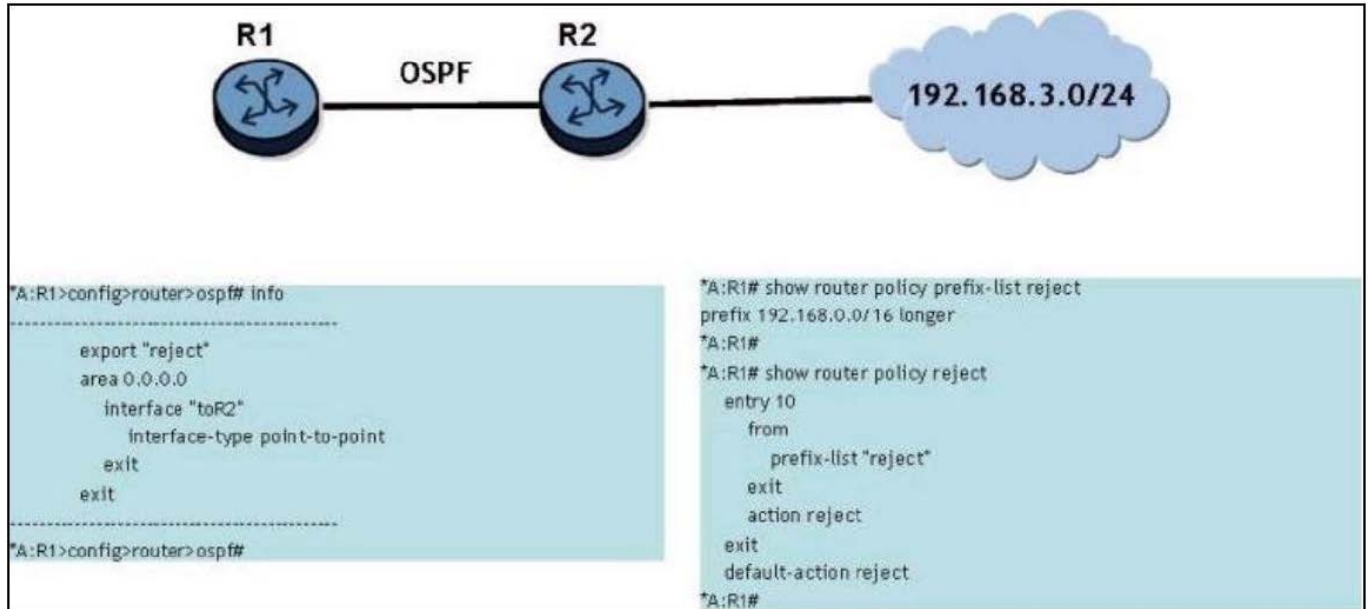 R1
R2
OSPF
192.168.3.0/24
*A:R1>config>router>ospf# info
----------------------------------------------
export "reject"
area 0.0.0.0
interface "toR2"
interface-type point-to-point
exit
exit
----------------------------------------------
*A:R1>config>router>ospf#
*A:R1# show router policy prefix-list reject
prefix 192.168.0.0/16 longer
*A:R1#
*A:R1# show router policy reject
entry 10
from
prefix-list "reject"
exit
action reject
exit
default-action reject
*A:R1#